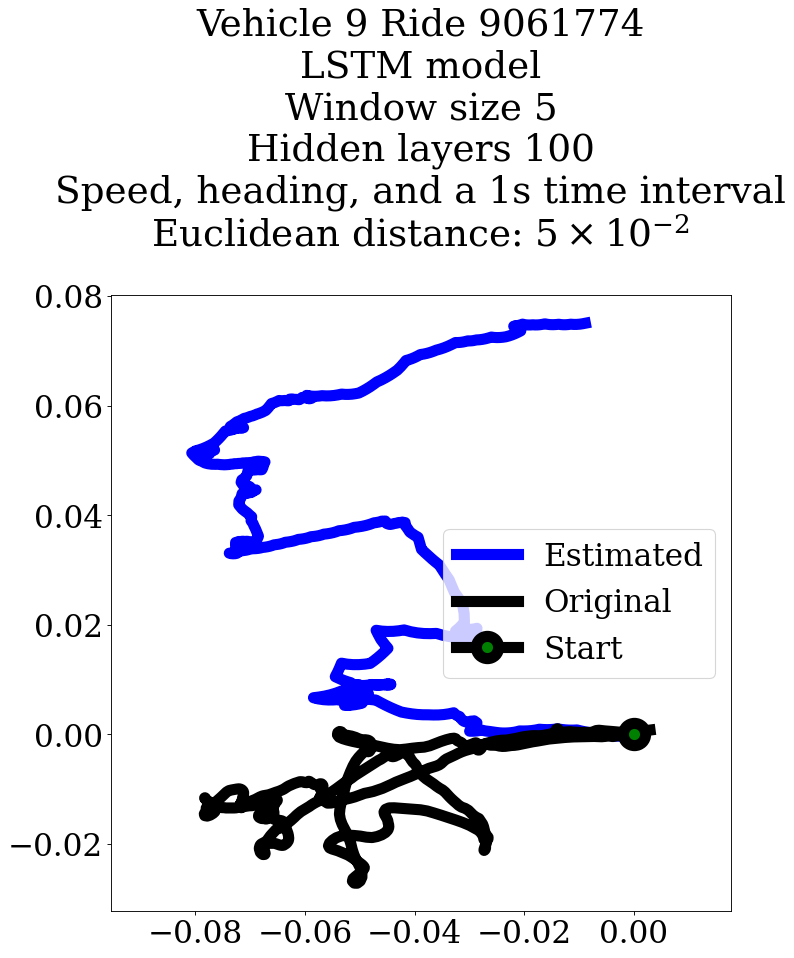 Vehicle 9 Ride 9061774
LSTM model
Window size 5
Hidden layers 100
Speed, heading, and a 1s time interval
Euclidean distance: 5 × 10⁻²
0.08
0.06
0.04
0.02
0.00
−0.02
Estimated
Original
Start
−0.08 −0.06 −0.04 −0.02 0.00